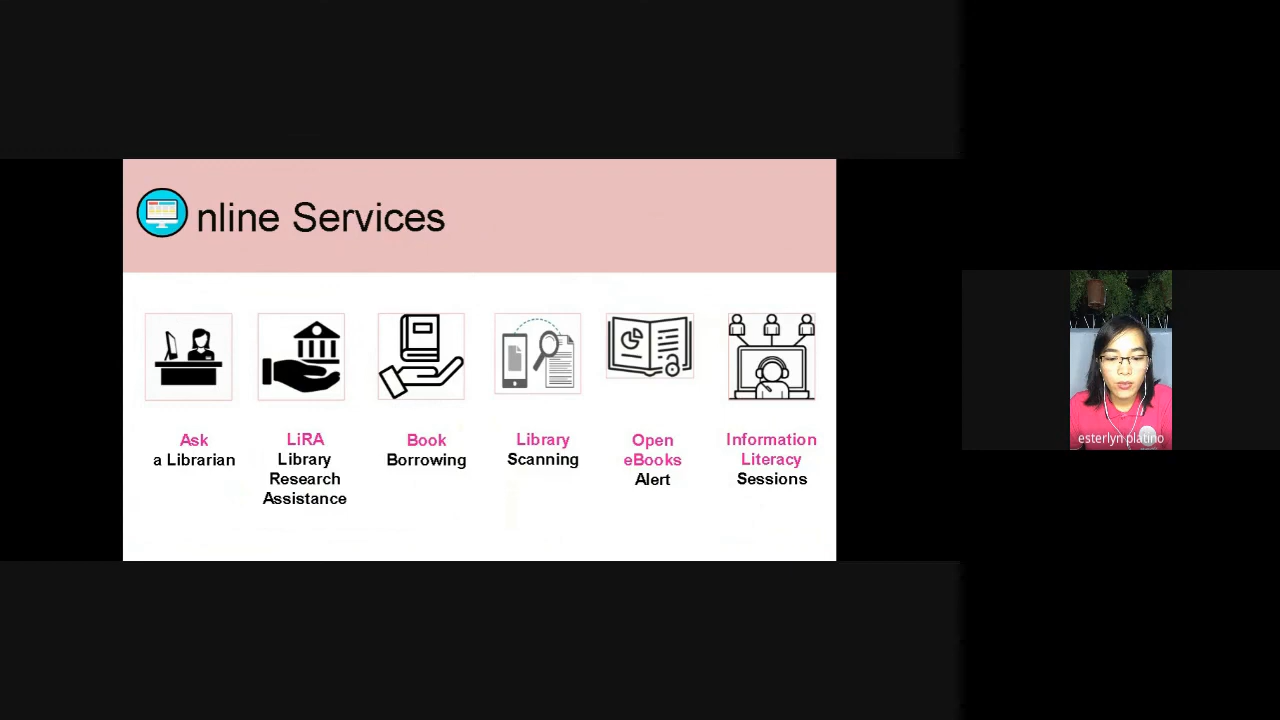 nline Services
Ask
a Librarian
LiRA
Library
Research
Assistance
Book
Borrowing
Library
Scanning
Open
eBooks
Alert
Information
Literacy
Sessions
esterlyn platino